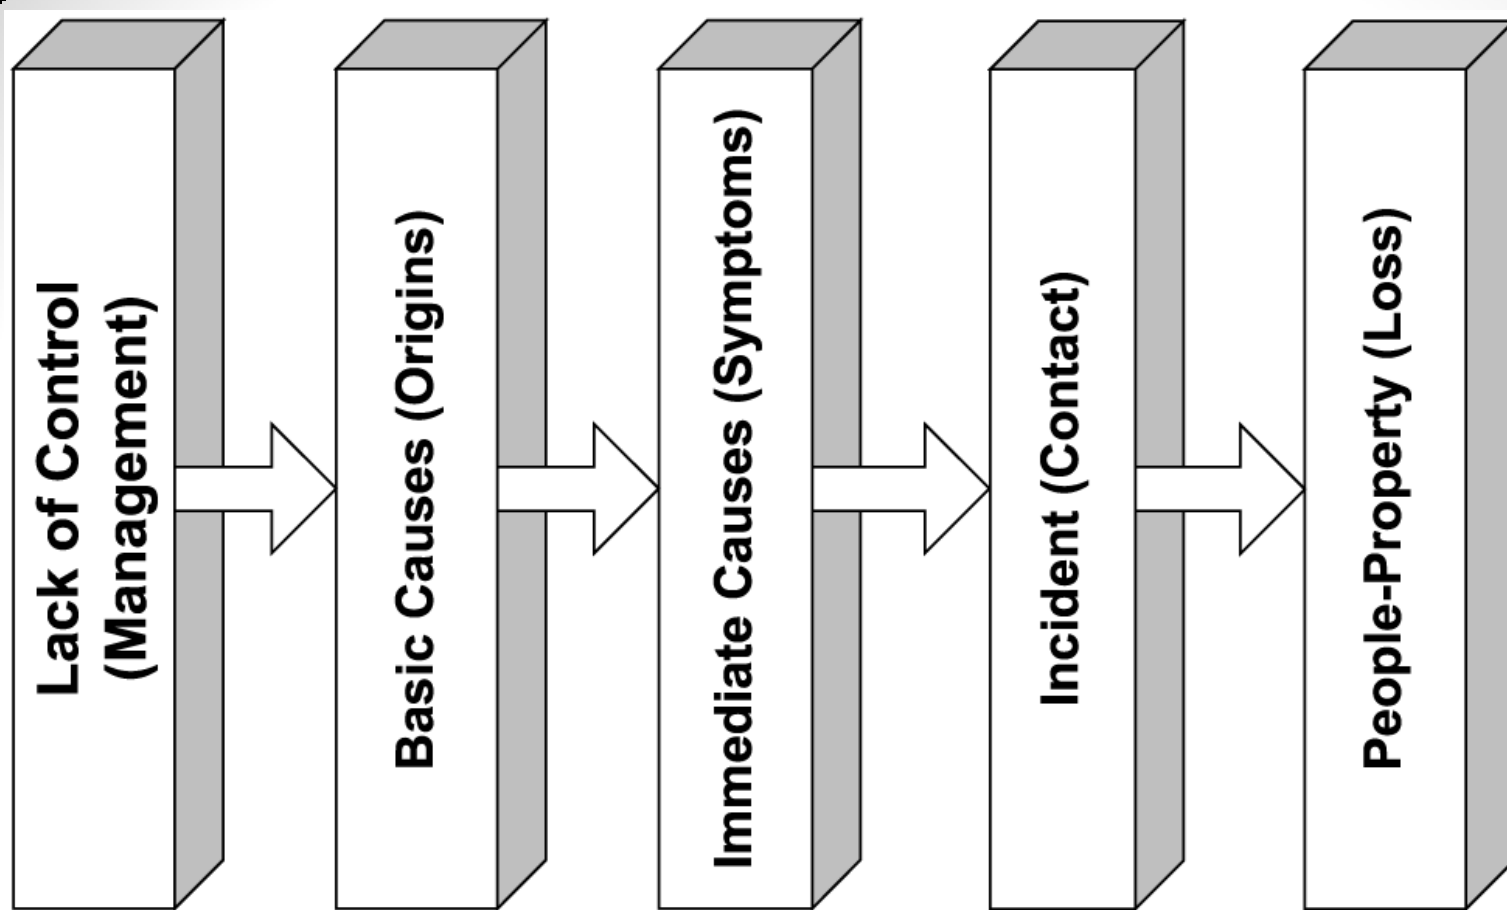 Lack of Control
(Management)
Basic Causes (Origins)
Immediate Causes (Symptoms)
Incident (Contact)
People-Property (Loss)